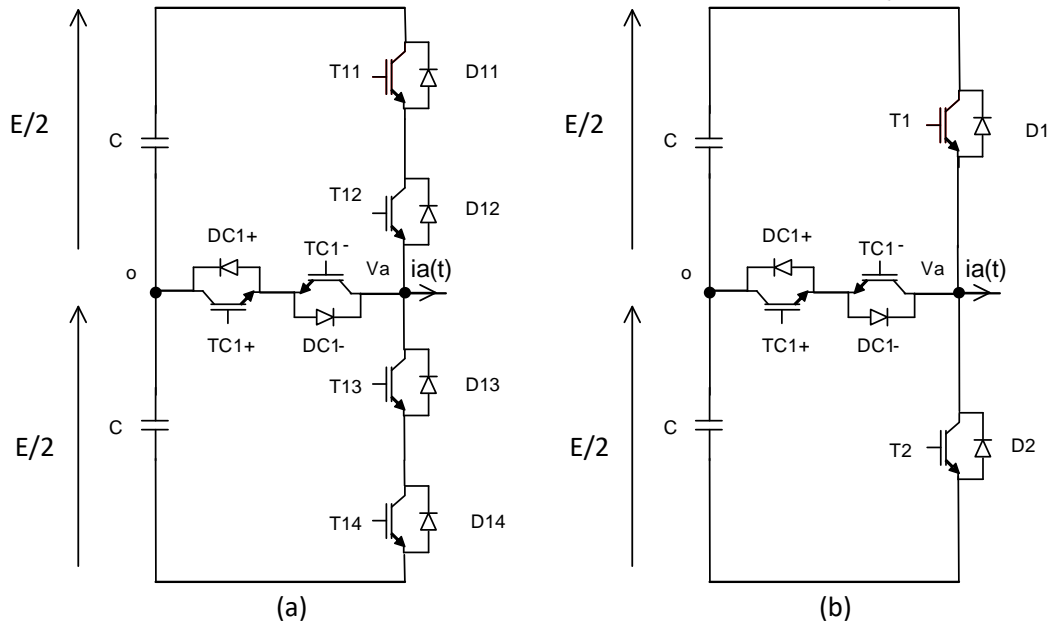 T11
D11
E/2
C
T12
D12
DC1+
TC1-
o
Va
ia(t)
TC1+
DC1-
T13
D13
E/2
C
T14
D14
(a)
T1
D1
E/2
C
DC1+
TC1-
o
Va
ia(t)
TC1+
DC1-
E/2
C
T2
D2
(b)